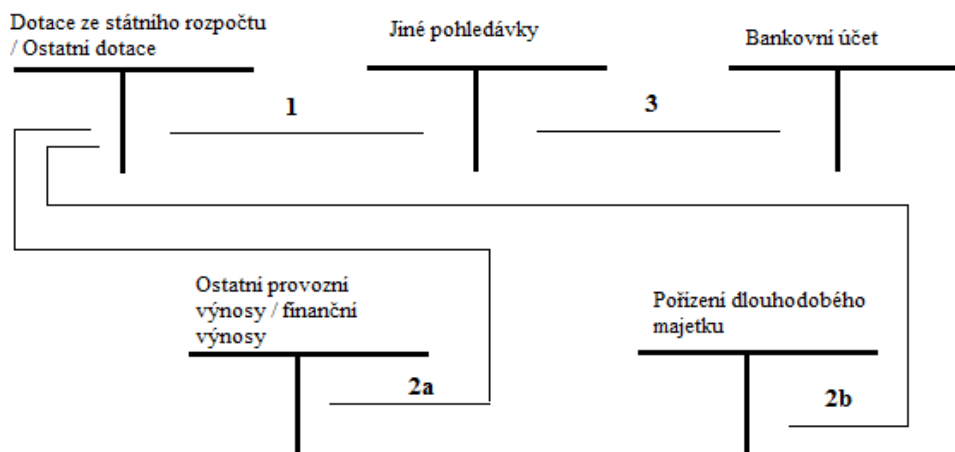 Dotace ze státního rozpočtu
/ Ostatní dotace
Jiné pohledávky
Bankovní účet
1
3
Ostatní provozní
výnosy / finanční
výnosy
Pořízení dlouhodobého
majetku
2a
2b